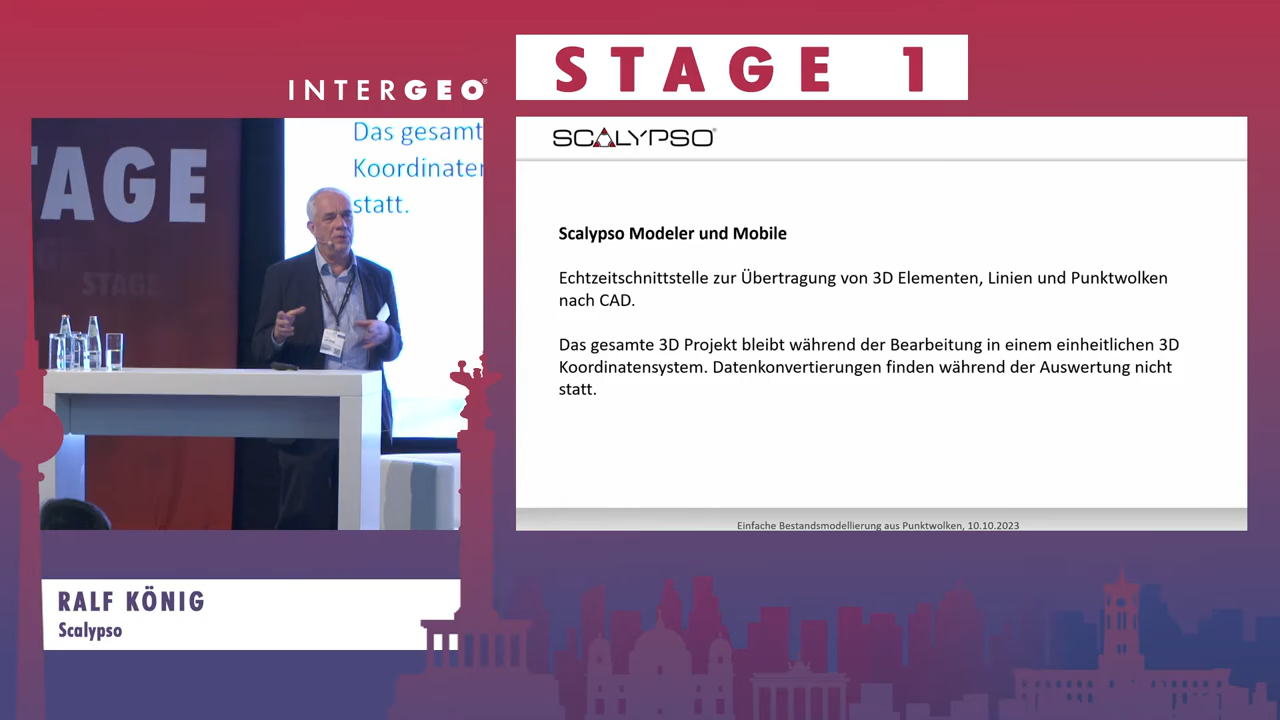 STAGE 1
INTERGEO®
TAGE
STAGE
Das gesamt
Koordinaten
statt.
SCALYPSO®
Scalypso Modeler und Mobile
Echtzeitschnittstelle zur Übertragung von 3D Elementen, Linien und Punktwolken
nach CAD.
Das gesamte 3D Projekt bleibt während der Bearbeitung in einem einheitlichen 3D
Koordinatensystem. Datenkonvertierungen finden während der Auswertung nicht
statt.
Einfache Bestandsmodellierung aus Punktwolken, 10.10.2023
RALF KÖNIG
Scalypso